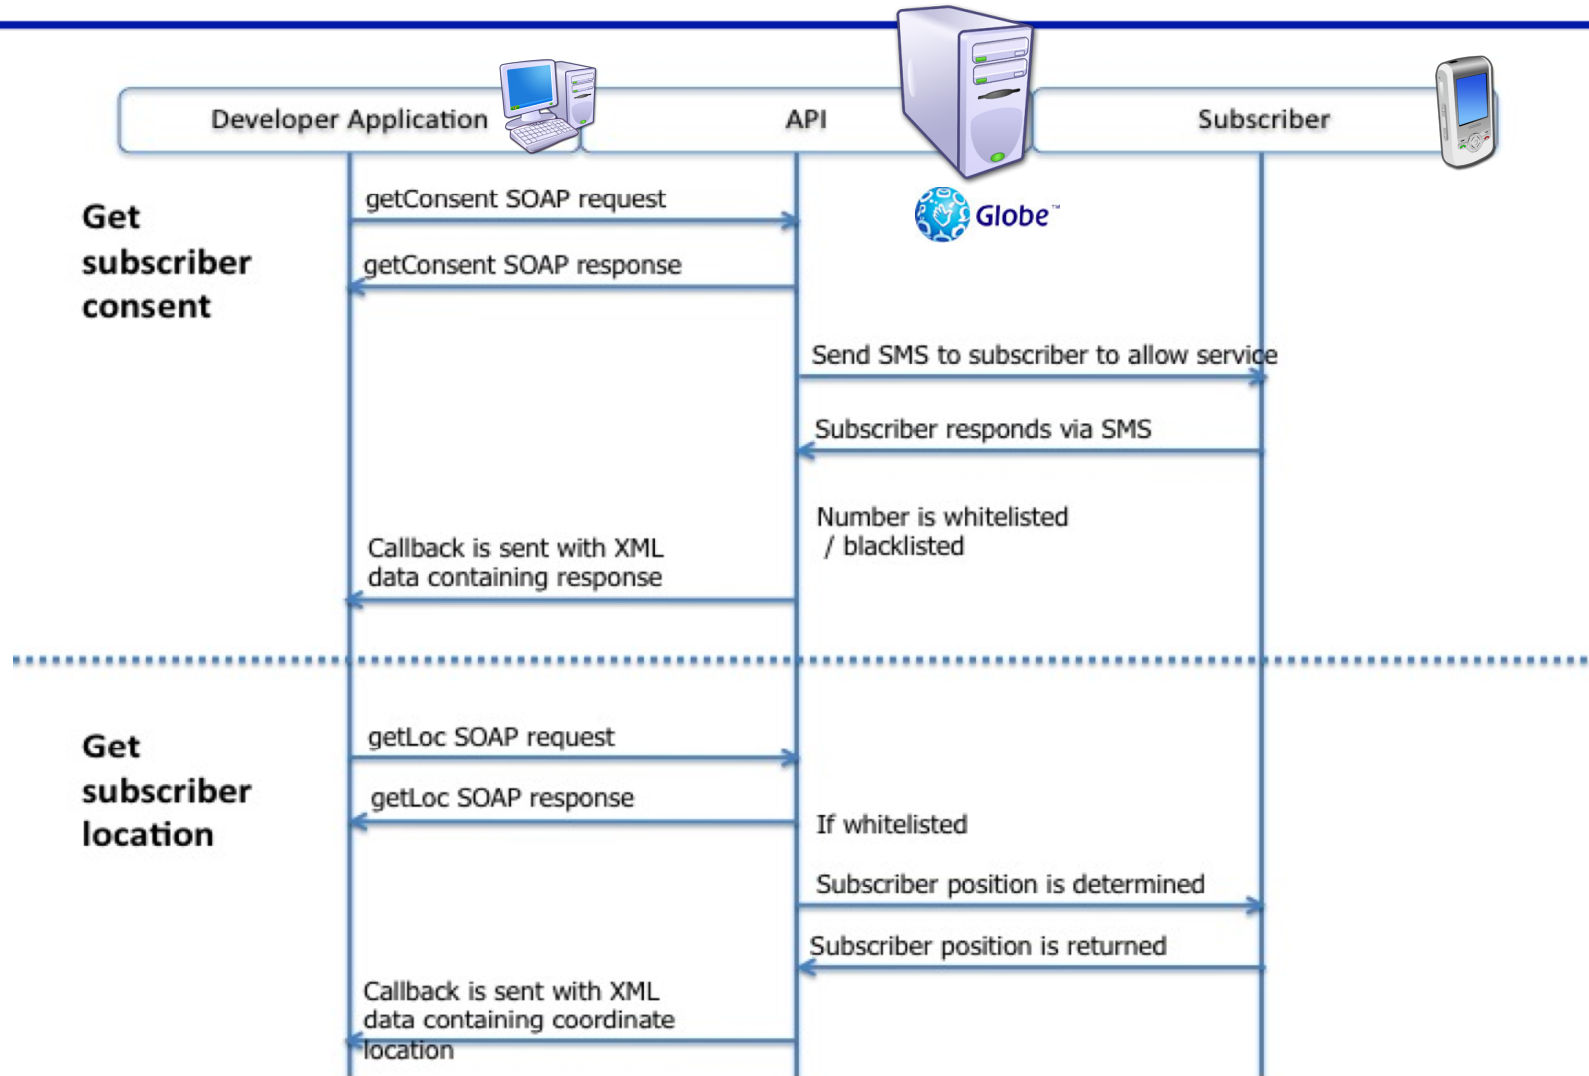 Developer Application
API
Subscriber
Globe™
Get
subscriber
consent
getConsent SOAP request
getConsent SOAP response
Send SMS to subscriber to allow service
Subscriber responds via SMS
Number is whitelisted
/ blacklisted
Callback is sent with XML
data containing response
Get
subscriber
location
getLoc SOAP request
getLoc SOAP response
If whitelisted
Subscriber position is determined
Subscriber position is returned
Callback is sent with XML
data containing coordinate
location